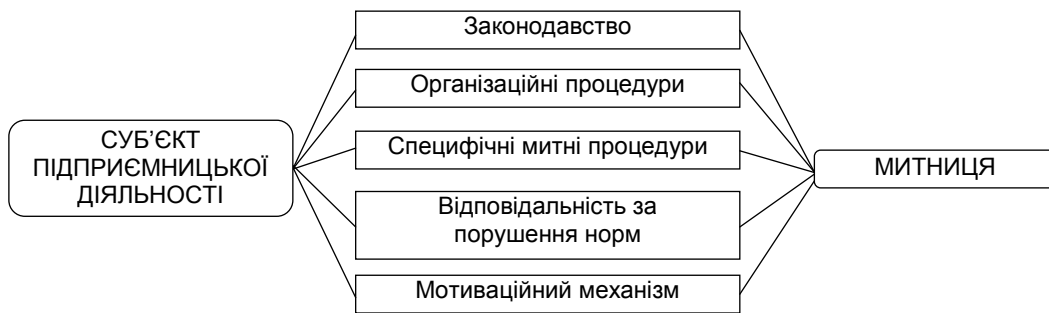 Законодавство
Організаційні процедури
СУБ’ЄКТ
ПІДПРИЄМНИЦЬКОЇ
ДІЯЛЬНОСТІ
Специфічні митні процедури
МИТНИЦЯ
Відповідальність за
порушення норм
Мотиваційний механізм